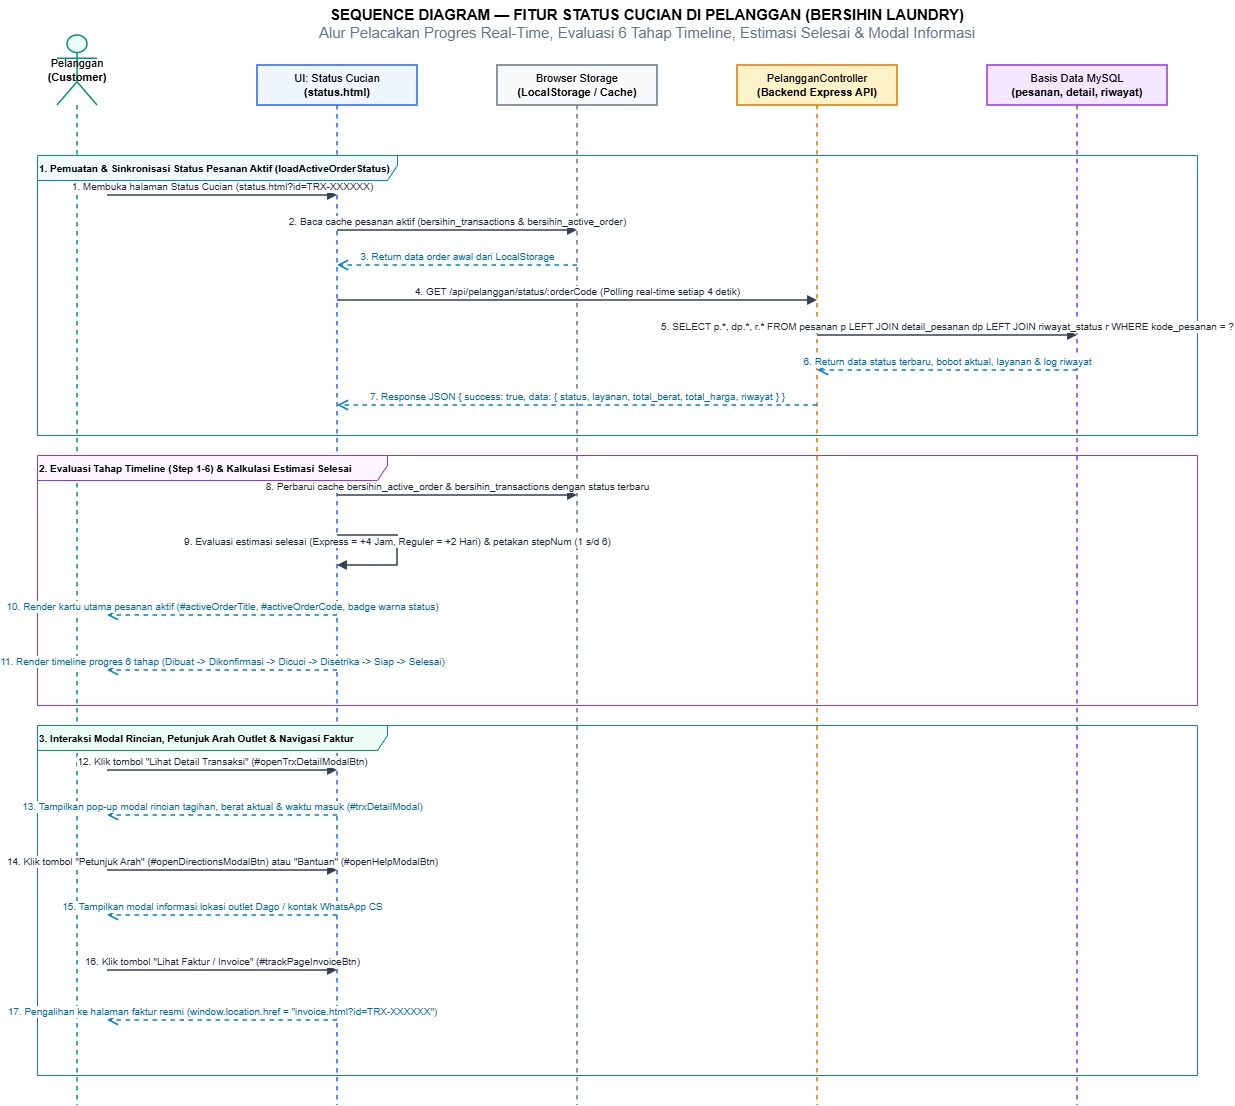 SEQUENCE DIAGRAM — FITUR STATUS CUCIAN DI PELANGGAN (BERSIHIN LAUNDRY)
Alur Pelacakan Progres Real-Time, Evaluasi 6 Tahap Timeline, Estimasi Selesai & Modal Informasi
Pelanggan
(Customer)
UI: Status Cucian
(status.html)
Browser Storage
(LocalStorage / Cache)
PelangganController
(Backend Express API)
Basis Data MySQL
(pesanan, detail, riwayat)
1. Pemuatan & Sinkronisasi Status Pesanan Aktif (loadActiveOrderStatus)
1. Membuka halaman Status Cucian (status.html?id=TRX-XXXXXX)
2. Baca cache pesanan aktif (bersihin_transactions & bersihin_active_order)
3. Return data order awal dari LocalStorage
4. GET /api/pelanggan/status/:orderCode (Polling real-time setiap 4 detik)
5. SELECT p.*, dp.*, r.* FROM pesanan p LEFT JOIN detail_pesanan dp LEFT JOIN riwayat_status r WHERE kode_pesanan = ?
6. Return data status terbaru, bobot aktual, layanan & log riwayat
7. Response JSON { success: true, data: { status, layanan, total_berat, total_harga, riwayat } }
2. Evaluasi Tahap Timeline (Step 1-6) & Kalkulasi Estimasi Selesai
8. Perbarui cache bersihin_active_order & bersihin_transactions dengan status terbaru
9. Evaluasi estimasi selesai (Express = +4 Jam, Reguler = +2 Hari) & petakan stepNum (1 s/d 6)
10. Render kartu utama pesanan aktif (#activeOrderTitle, #activeOrderCode, badge warna status)
11. Render timeline progres 6 tahap (Dibuat -> Dikonfirmasi -> Dicuci -> Disetrika -> Siap -> Selesai)
3. Interaksi Modal Rincian, Petunjuk Arah Outlet & Navigasi Faktur
12. Klik tombol "Lihat Detail Transaksi" (#openTrxDetailModalBtn)
13. Tampilkan pop-up modal rincian tagihan, berat aktual & waktu masuk (#trxDetailModal)
14. Klik tombol "Petunjuk Arah" (#openDirectionsModalBtn) atau "Bantuan" (#openHelpModalBtn)
15. Tampilkan modal informasi lokasi outlet Dago / kontak WhatsApp CS
16. Klik tombol "Lihat Faktur / Invoice" (#trackPageInvoiceBtn)
17. Pengalihan ke halaman faktur resmi (window.location.href = "invoice.html?id=TRX-XXXXXX")